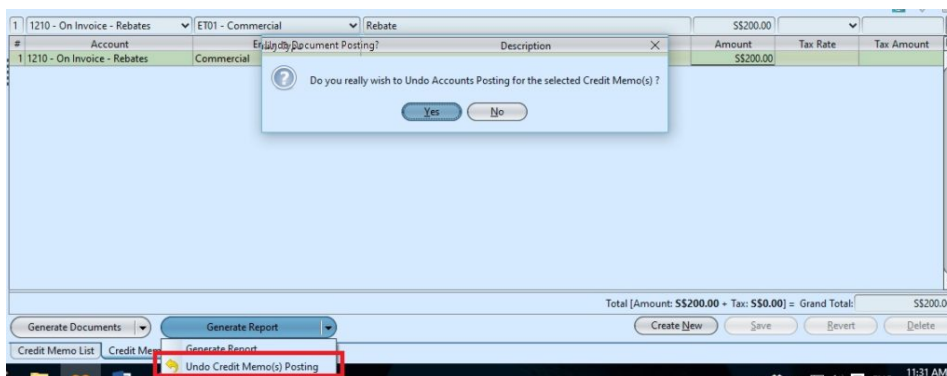 1 1210 - On Invoice - Rebates ET01 - Commercial Rebate S$200.00
# Account Description Amount Tax Rate Tax Amount
Undo Document Posting?
1 1210 - On Invoice - Rebates Commercial S$200.00
Do you really wish to Undo Accounts Posting for the selected Credit Memo(s) ?
Yes No
Total [Amount: S$200.00 + Tax: S$0.00] = Grand Total: S$200.0
Generate Documents Generate Report Create New Save Revert Delete
Credit Memo List Credit Mem Generate Report
Undo Credit Memo(s) Posting
11:31 AM